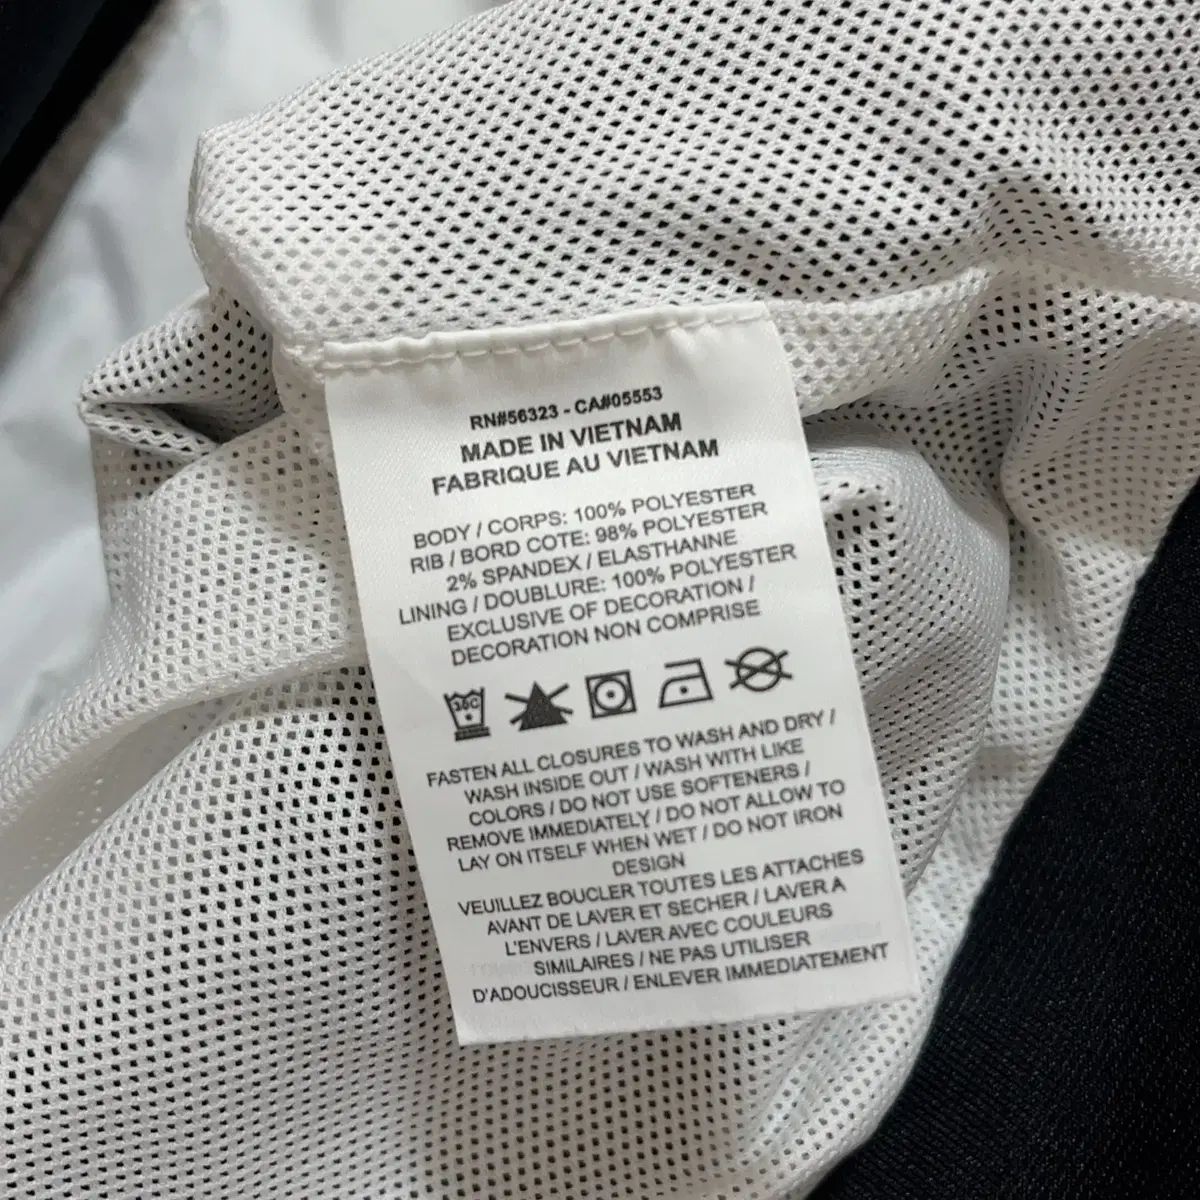 RN#56323 - CA#05553
MADE IN VIETNAM
FABRIQUE AU VIETNAM
BODY / CORPS: 100% POLYESTER
RIB / BORD COTE: 98% POLYESTER
2% SPANDEX / ELASTHANNE
LINING / DOUBLURE: 100% POLYESTER
EXCLUSIVE OF DECORATION /
DECORATION NON COMPRISE
30C
FASTEN ALL CLOSURES TO WASH AND DRY /
WASH INSIDE OUT / WASH WITH LIKE
COLORS / DO NOT USE SOFTENERS /
REMOVE IMMEDIATELY / DO NOT ALLOW TO
LAY ON ITSELF WHEN WET / DO NOT IRON
DESIGN
VEUILLEZ BOUCLER TOUTES LES ATTACHES
AVANT DE LAVER ET SECHER / LAVER A
L'ENVERS / LAVER AVEC COULEURS
SIMILAIRES / NE PAS UTILISER
D'ADOUCISSEUR / ENLEVER IMMEDIATEMENT